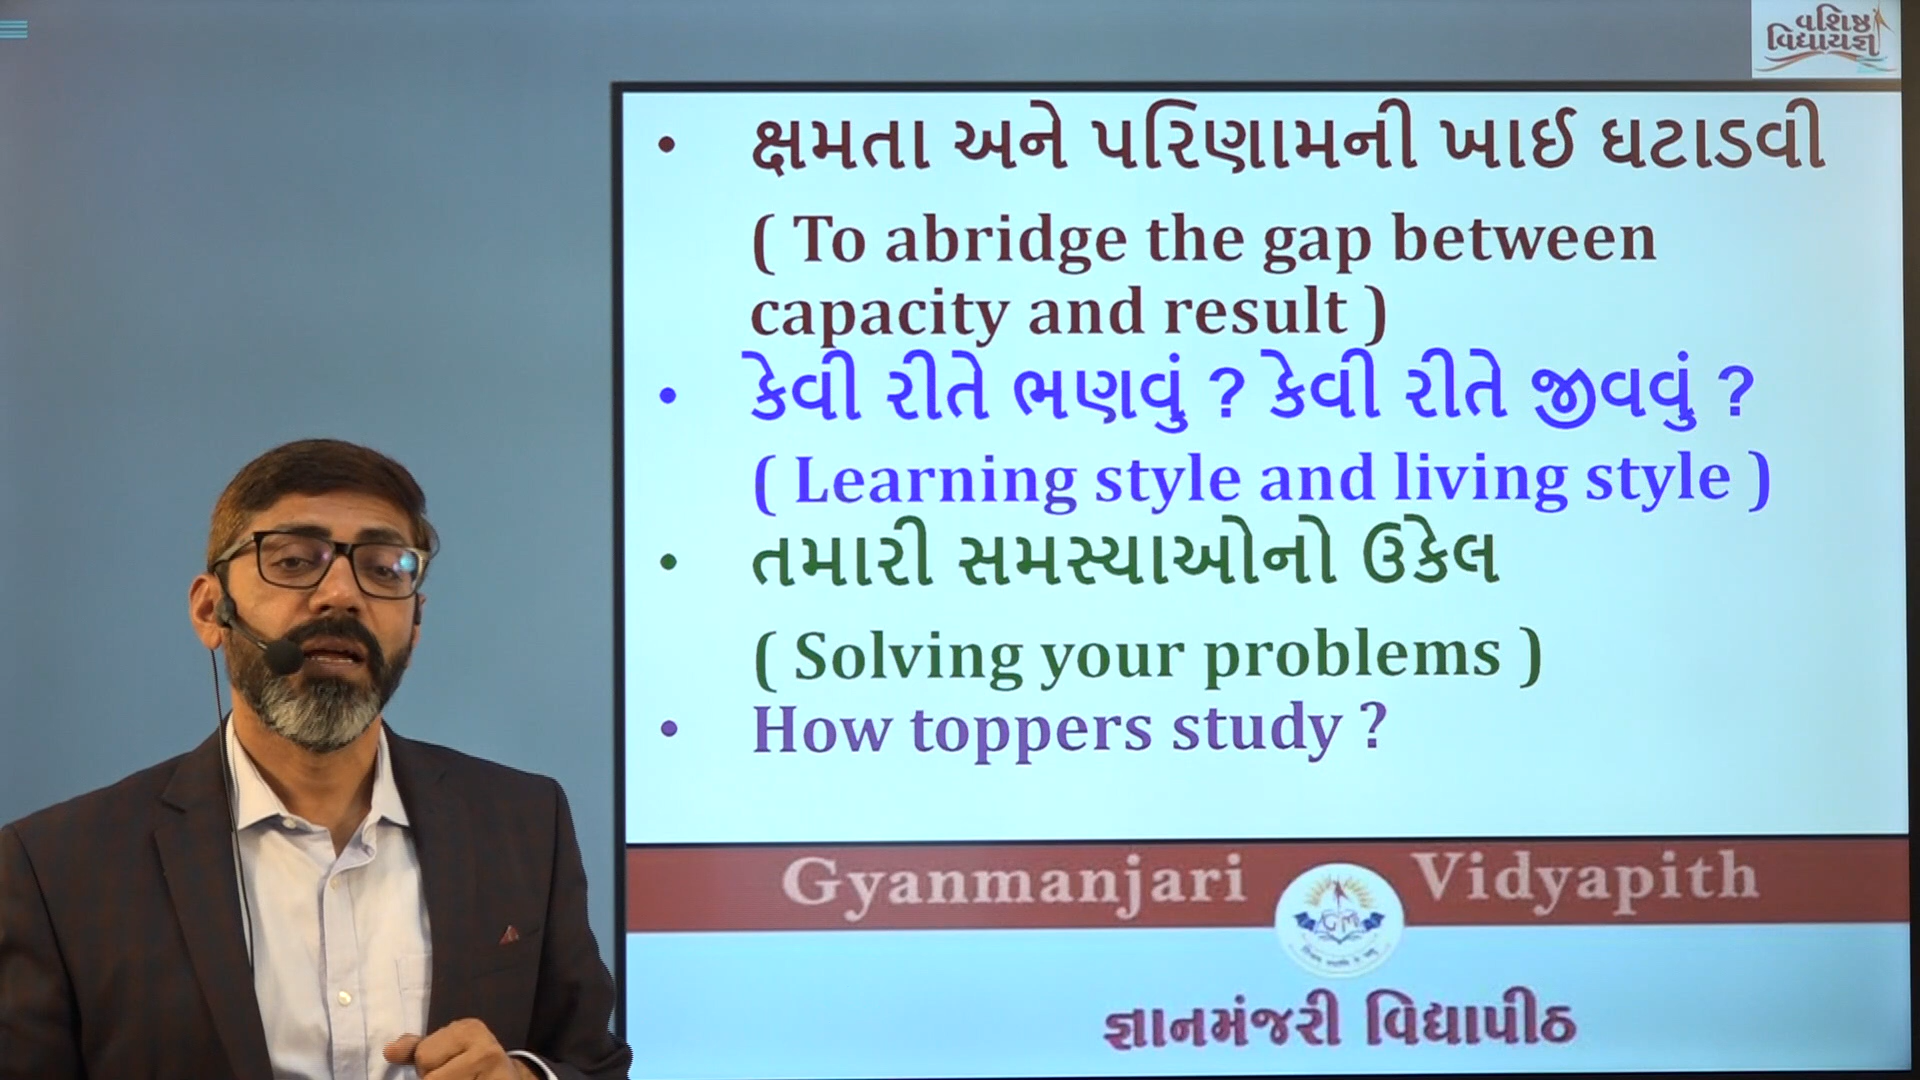 વશિષ્ઠ
વિદ્યાયજ્ઞ
• ક્ષમતા અને પરિણામની ખાઈ ઘટાડવી
( To abridge the gap between
capacity and result )
• કેવી રીતે ભણવું ? કેવી રીતે જીવવું ?
( Learning style and living style )
• તમારી સમસ્યાઓનો ઉકેલ
( Solving your problems )
• How toppers study ?
Gyanmanjari Vidyapith
જ્ઞાનમંજરી વિદ્યાપીઠ